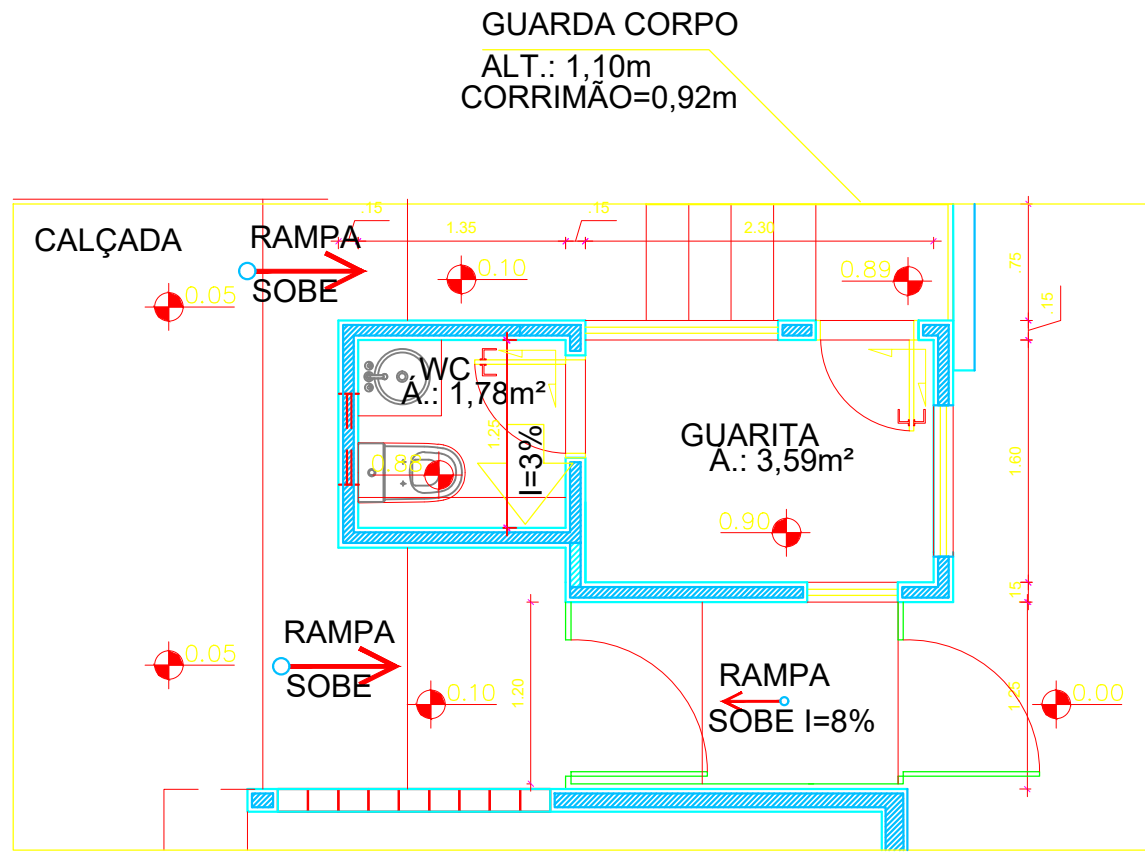 GUARDA CORPO
ALT.: 1,10m
CORRIMÃO=0,92m
.15
1.35
.15
2.30
CALÇADA
RAMPA
SOBE
0.05
0.10
0.89
.75
.15
WC
Á.: 1,78m²
1.25
I=3%
0.88
GUARITA
Á.: 3,59m²
0.90
1.60
.15
RAMPA
SOBE
0.05
0.10
1.20
RAMPA
SOBE I=8%
0.00